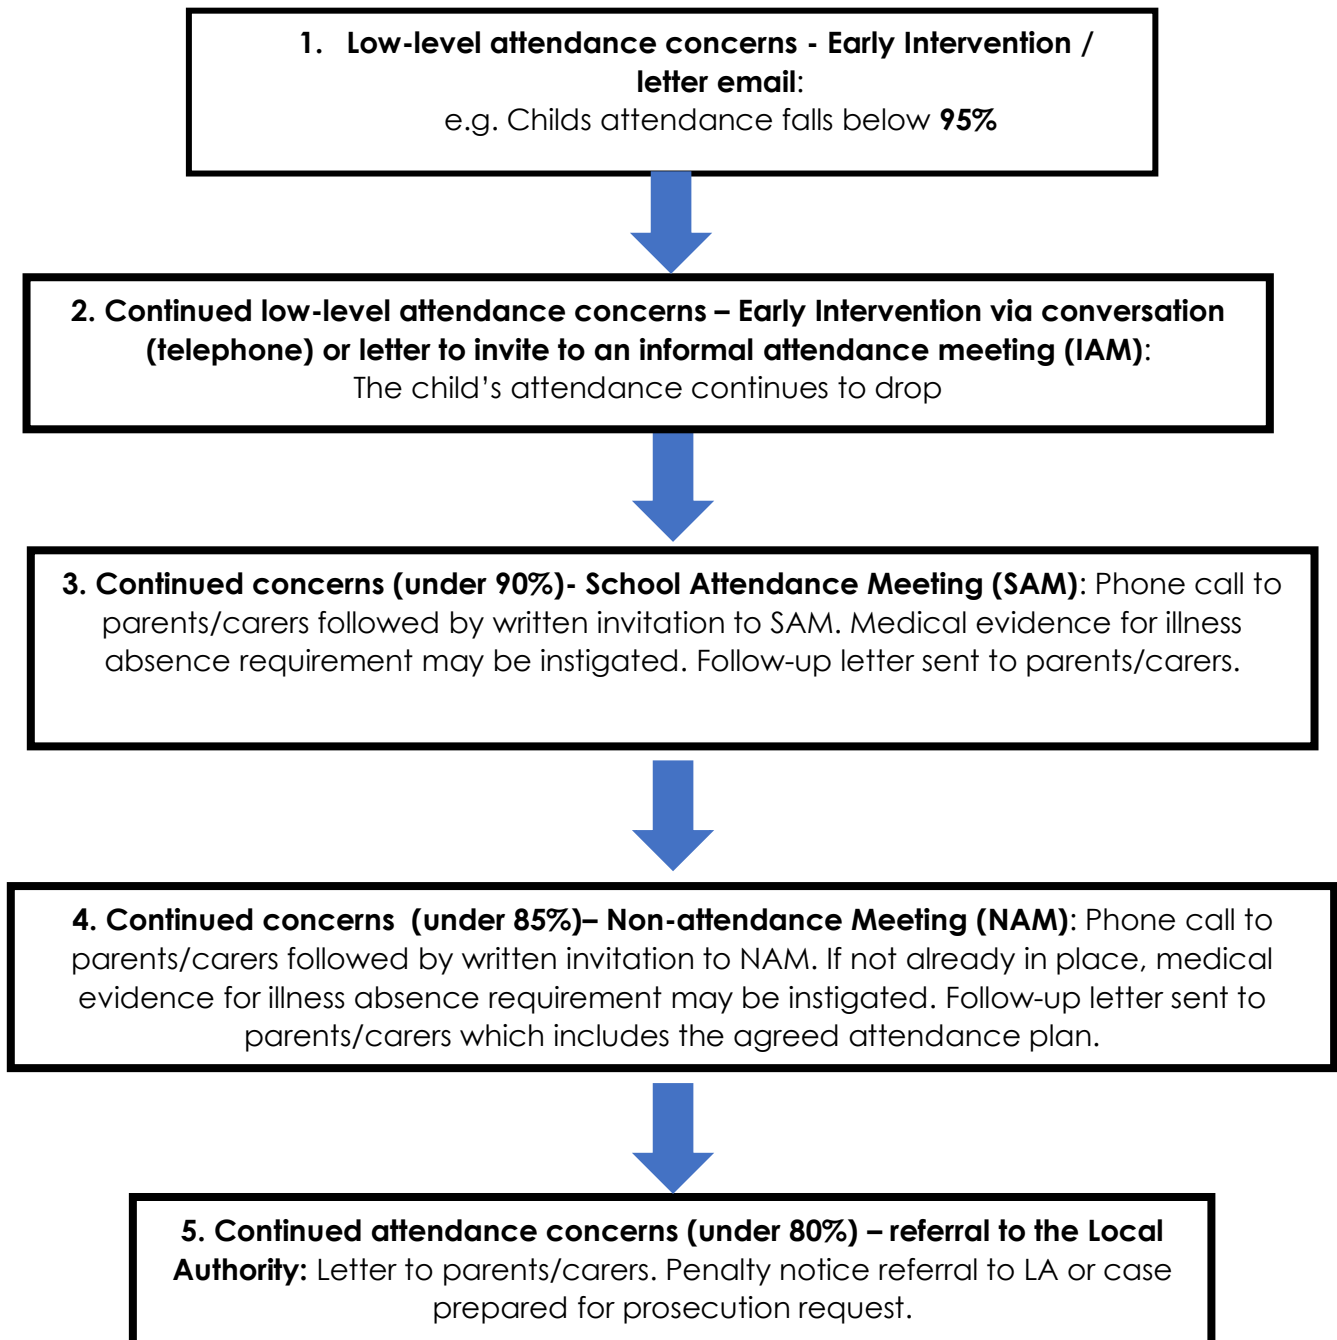 1. Low-level attendance concerns - Early Intervention /
letter email:
e.g. Childs attendance falls below 95%
2. Continued low-level attendance concerns – Early Intervention via conversation
(telephone) or letter to invite to an informal attendance meeting (IAM):
The child’s attendance continues to drop
3. Continued concerns (under 90%)- School Attendance Meeting (SAM): Phone call to
parents/carers followed by written invitation to SAM. Medical evidence for illness
absence requirement may be instigated. Follow-up letter sent to parents/carers.
4. Continued concerns  (under 85%)– Non-attendance Meeting (NAM): Phone call to
parents/carers followed by written invitation to NAM. If not already in place, medical
evidence for illness absence requirement may be instigated. Follow-up letter sent to
parents/carers which includes the agreed attendance plan.
5. Continued attendance concerns (under 80%) – referral to the Local
Authority: Letter to parents/carers. Penalty notice referral to LA or case
prepared for prosecution request.